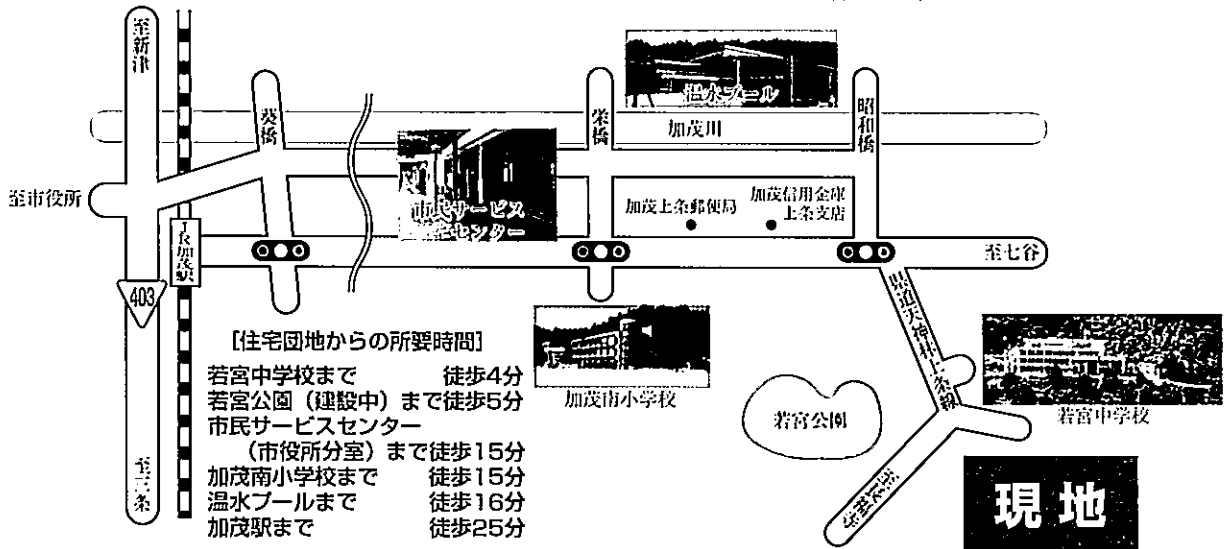 至新津
葵橋
栄橋
温水プール
加茂川
昭和橋
至市役所
市民サービス
センター
加茂上条郵便局
加茂信用金庫
上条支店
JR加茂駅
至七谷
403
県道天神林上条線
[住宅団地からの所要時間]
若宮中学校まで 徒歩4分
若宮公園（建設中）まで徒歩5分
市民サービスセンター
（市役所分室）まで徒歩15分
加茂南小学校まで 徒歩15分
温水プールまで 徒歩16分
加茂駅まで 徒歩25分
加茂南小学校
若宮公園
若宮中学校
至三条
現地